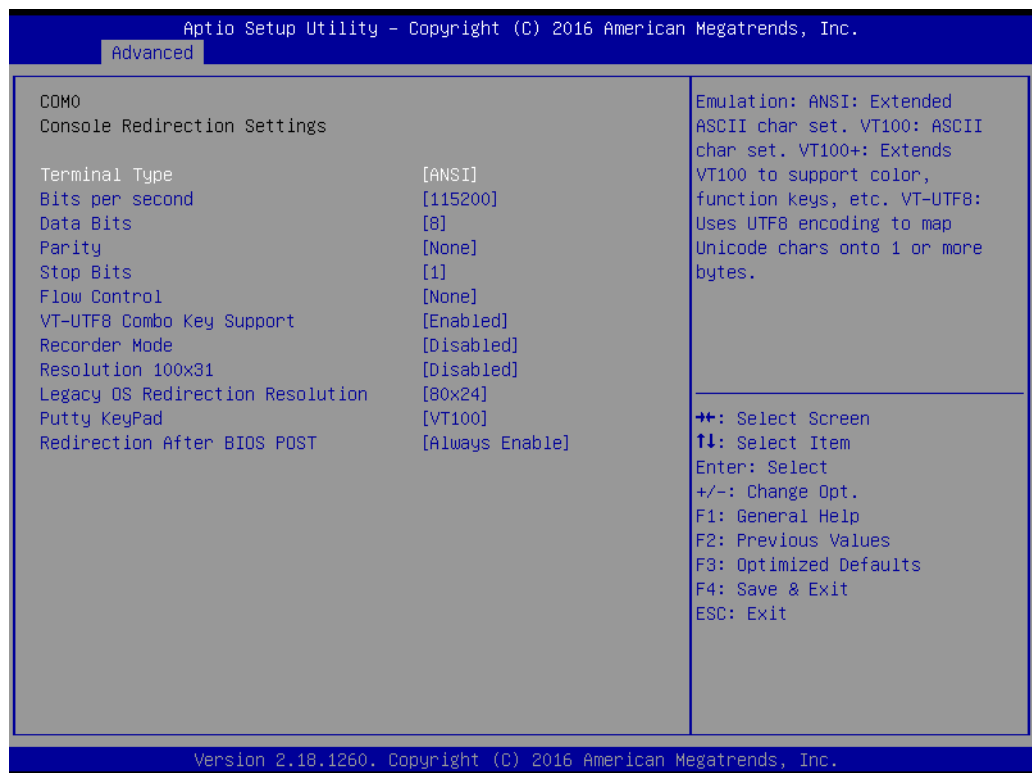 Aptio Setup Utility – Copyright (C) 2016 American Megatrends, Inc.
Advanced
COM0
Console Redirection Settings
Terminal Type [ANSI]
Bits per second [115200]
Data Bits [8]
Parity [None]
Stop Bits [1]
Flow Control [None]
VT-UTF8 Combo Key Support [Enabled]
Recorder Mode [Disabled]
Resolution 100x31 [Disabled]
Legacy OS Redirection Resolution [80x24]
Putty KeyPad [VT100]
Redirection After BIOS POST [Always Enable]
Emulation: ANSI: Extended
ASCII char set. VT100: ASCII
char set. VT100+: Extends
VT100 to support color,
function keys, etc. VT-UTF8:
Uses UTF8 encoding to map
Unicode chars onto 1 or more
bytes.
→←: Select Screen
↑↓: Select Item
Enter: Select
+/-: Change Opt.
F1: General Help
F2: Previous Values
F3: Optimized Defaults
F4: Save & Exit
ESC: Exit
Version 2.18.1260. Copyright (C) 2016 American Megatrends, Inc.